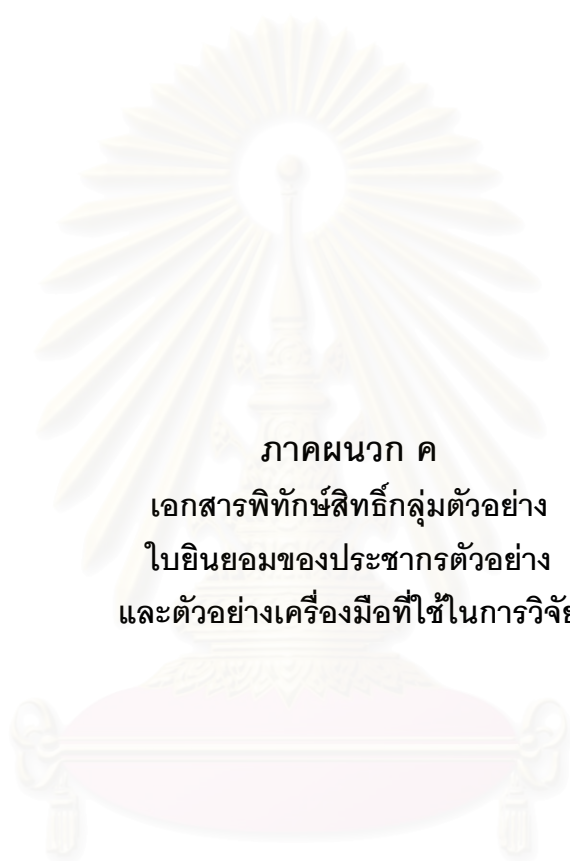 ภาคผนวก ค
เอกสารพิทักษ์สิทธิ์กลุ่มตัวอย่าง
ใบยินยอมของประชากรตัวอย่าง
และตัวอย่างเครื่องมือที่ใช้ในการวิจัย